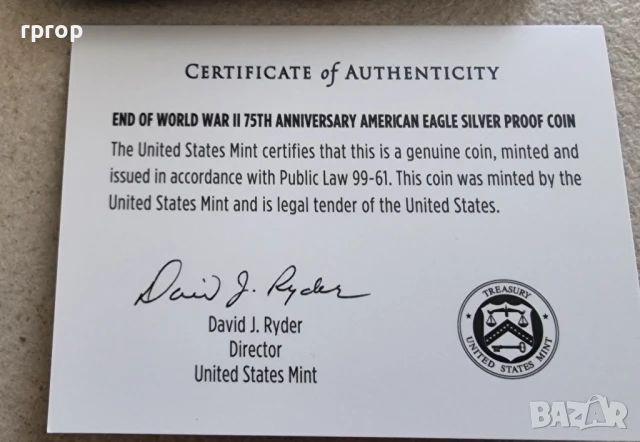 rprop
CERTIFICATE of AUTHENTICITY
END OF WORLD WAR II 75TH ANNIVERSARY AMERICAN EAGLE SILVER PROOF COIN
The United States Mint certifies that this is a genuine coin, minted and
issued in accordance with Public Law 99-61. This coin was minted by the
United States Mint and is legal tender of the United States.
David J. Ryder
David J. Ryder
Director
United States Mint
TREASURY
UNITED STATES MINT
BAZAR